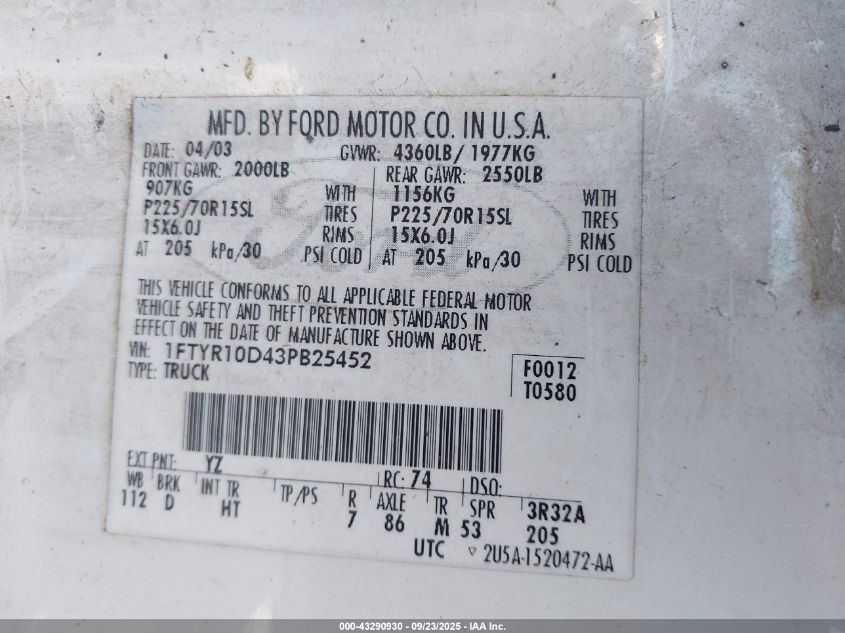 MFD. BY FORD MOTOR CO. IN U.S.A.
DATE: 04/03 GVWR: 4360LB/ 1977KG
FRONT GAWR: 2000LB REAR GAWR: 2550LB
907KG WITH 1156KG WITH
P225/70R15SL TIRES P225/70R15SL TIRES
15X6.0J RIMS 15X6.0J RIMS
AT 205 kPa/30 PSI COLD AT 205 kPa/30 PSI COLD
Ford
THIS VEHICLE CONFORMS TO ALL APPLICABLE FEDERAL MOTOR
VEHICLE SAFETY AND THEFT PREVENTION STANDARDS IN
EFFECT ON THE DATE OF MANUFACTURE SHOWN ABOVE.
VIN: 1FTYR10D43PB25452 F0012
TYPE: TRUCK T0580
EXT PNT: YZ RC: 74 DSO:
WB BRK INT TR TP/PS R AXLE TR SPR 3R32A
112 D HT 7 86 M 53 205
UTC ▽ 2U5A-1520472-AA
000-43290930 - 09/23/2025 - IAA Inc.